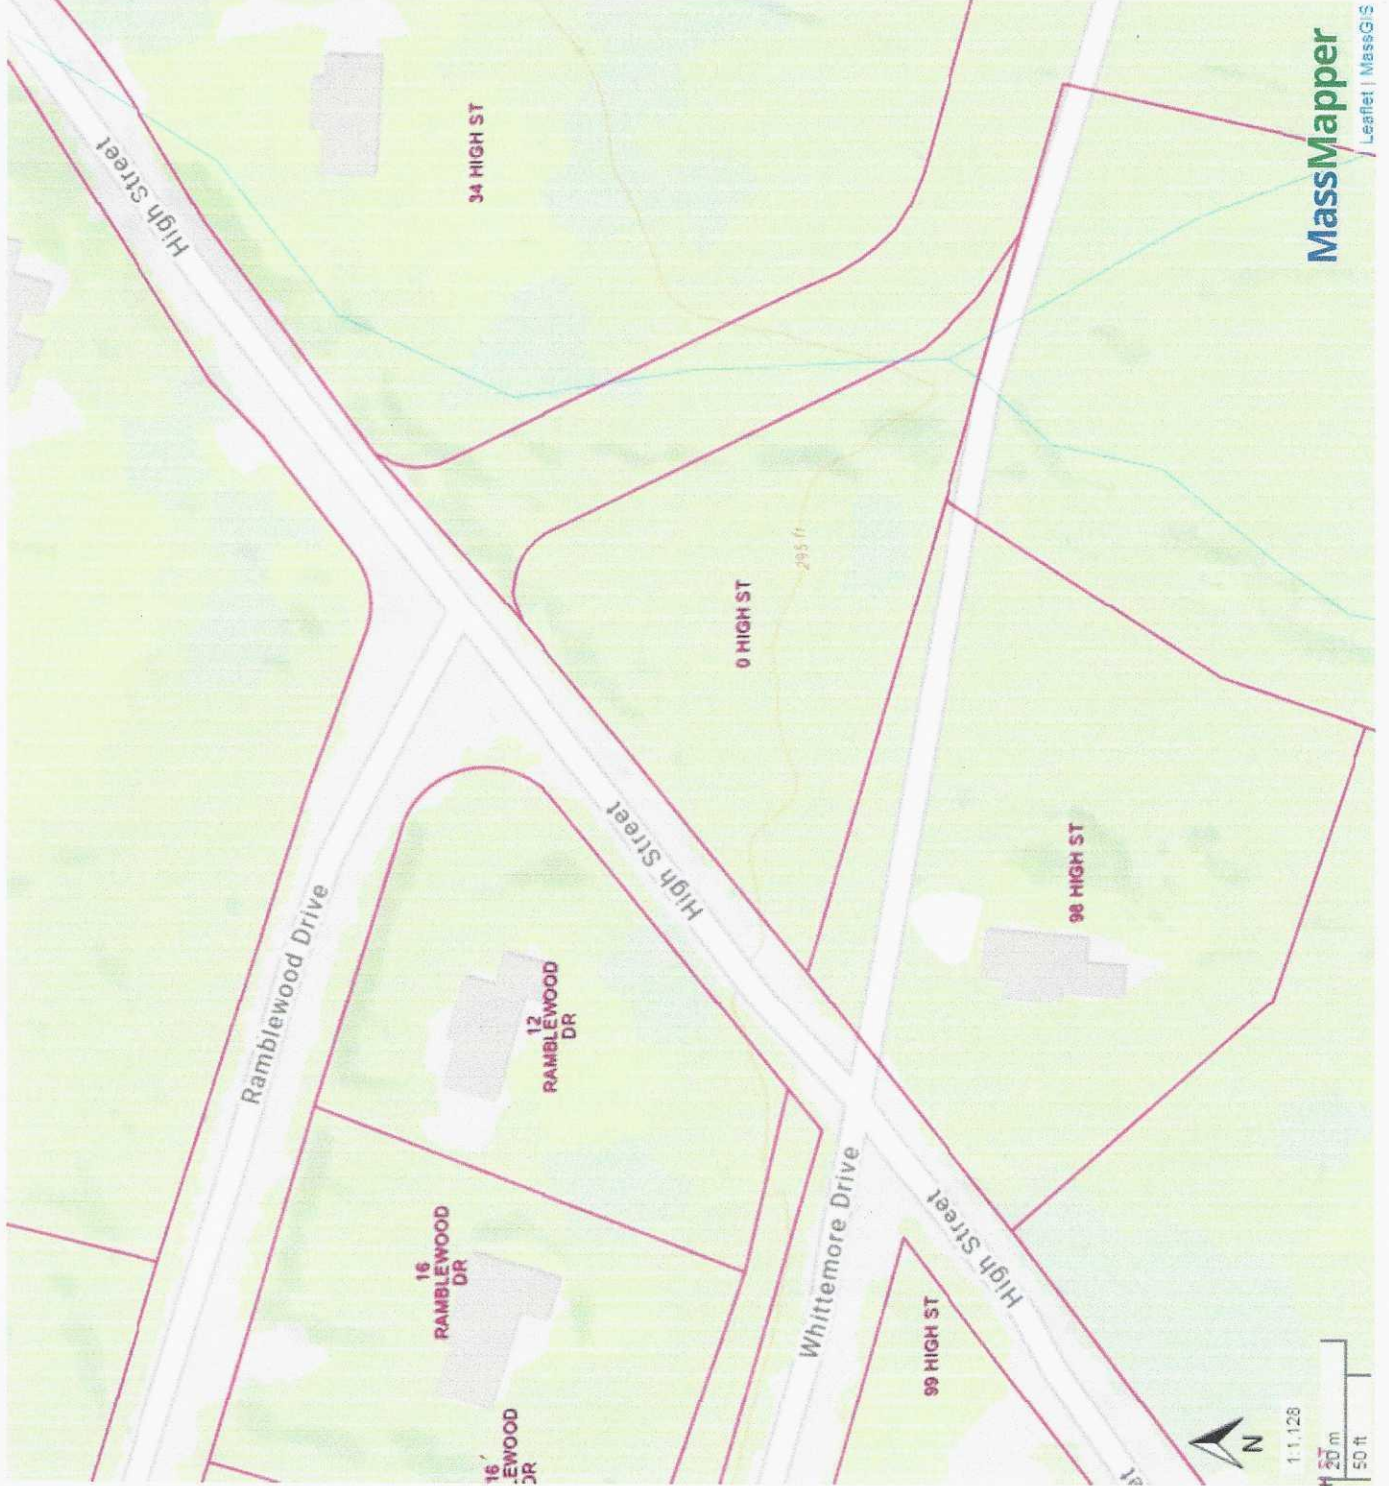 High Street
High Street
High Street
34 HIGH ST
0 HIGH ST
295 ft
98 HIGH ST
Ramblewood Drive
12
RAMBLEWOOD
DR
16
RAMBLEWOOD
DR
Whittemore Drive
99 HIGH ST
N
1:1,128
20 m
50 ft
MassMapper
Leaflet | MassGIS